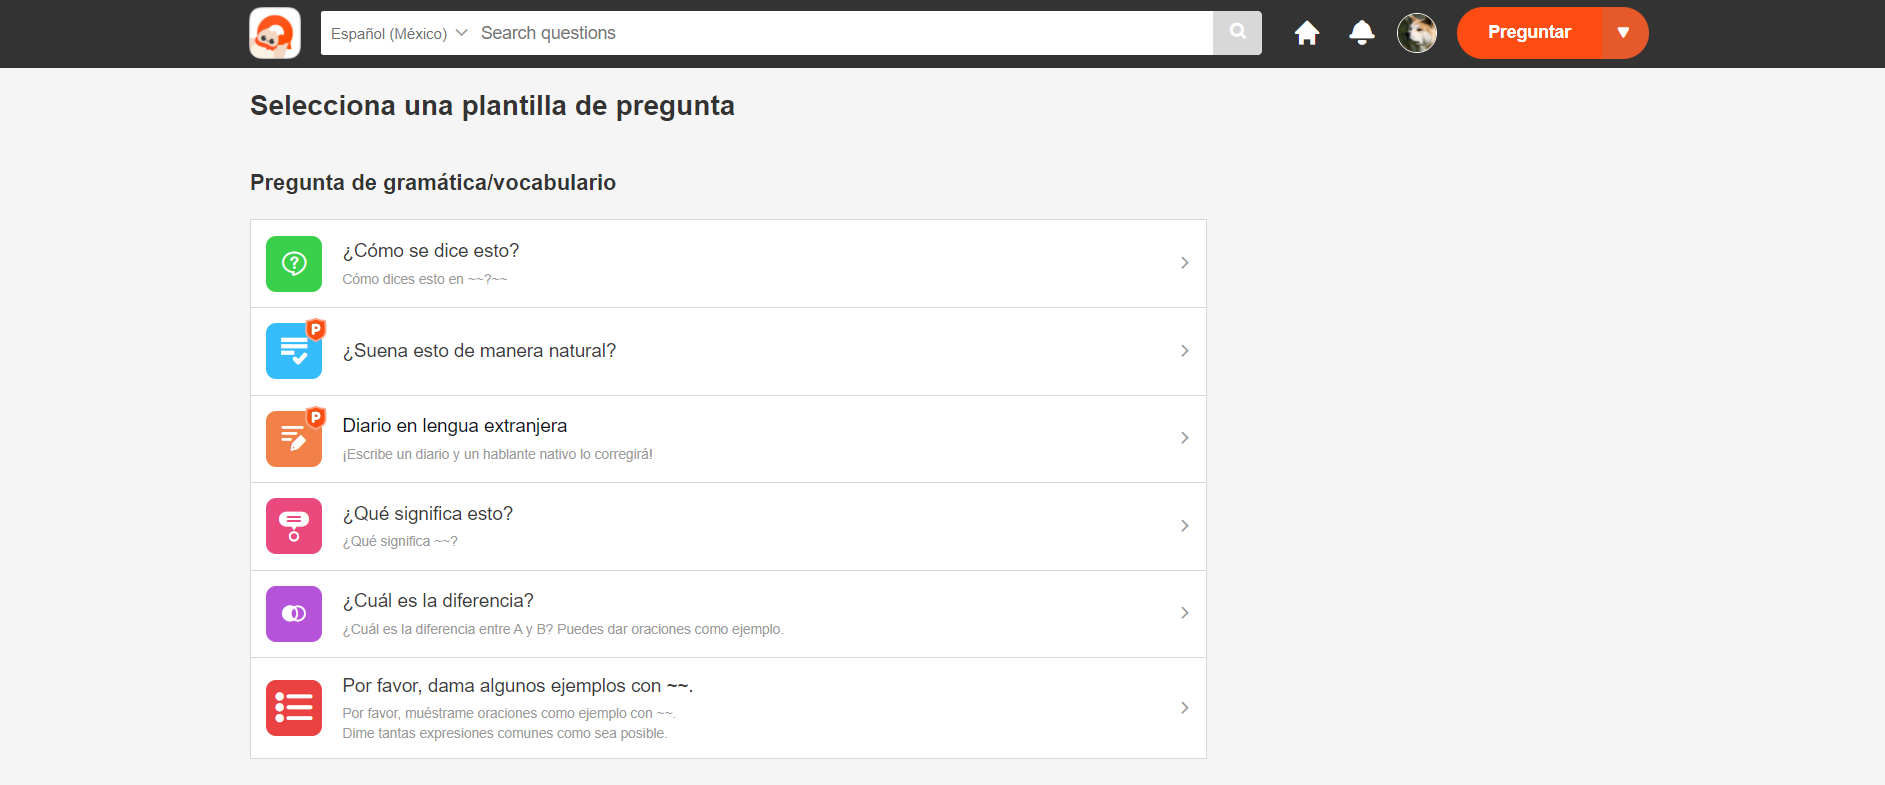 Español (México) Search questions Preguntar
Selecciona una plantilla de pregunta
Pregunta de gramática/vocabulario
¿Cómo se dice esto?
Cómo dices esto en ~~?~~
P
¿Suena esto de manera natural?
P
Diario en lengua extranjera
¡Escribe un diario y un hablante nativo lo corregirá!
¿Qué significa esto?
¿Qué significa ~~?
¿Cuál es la diferencia?
¿Cuál es la diferencia entre A y B? Puedes dar oraciones como ejemplo.
Por favor, dama algunos ejemplos con ~~.
Por favor, muéstrame oraciones como ejemplo con ~~.
Dime tantas expresiones comunes como sea posible.